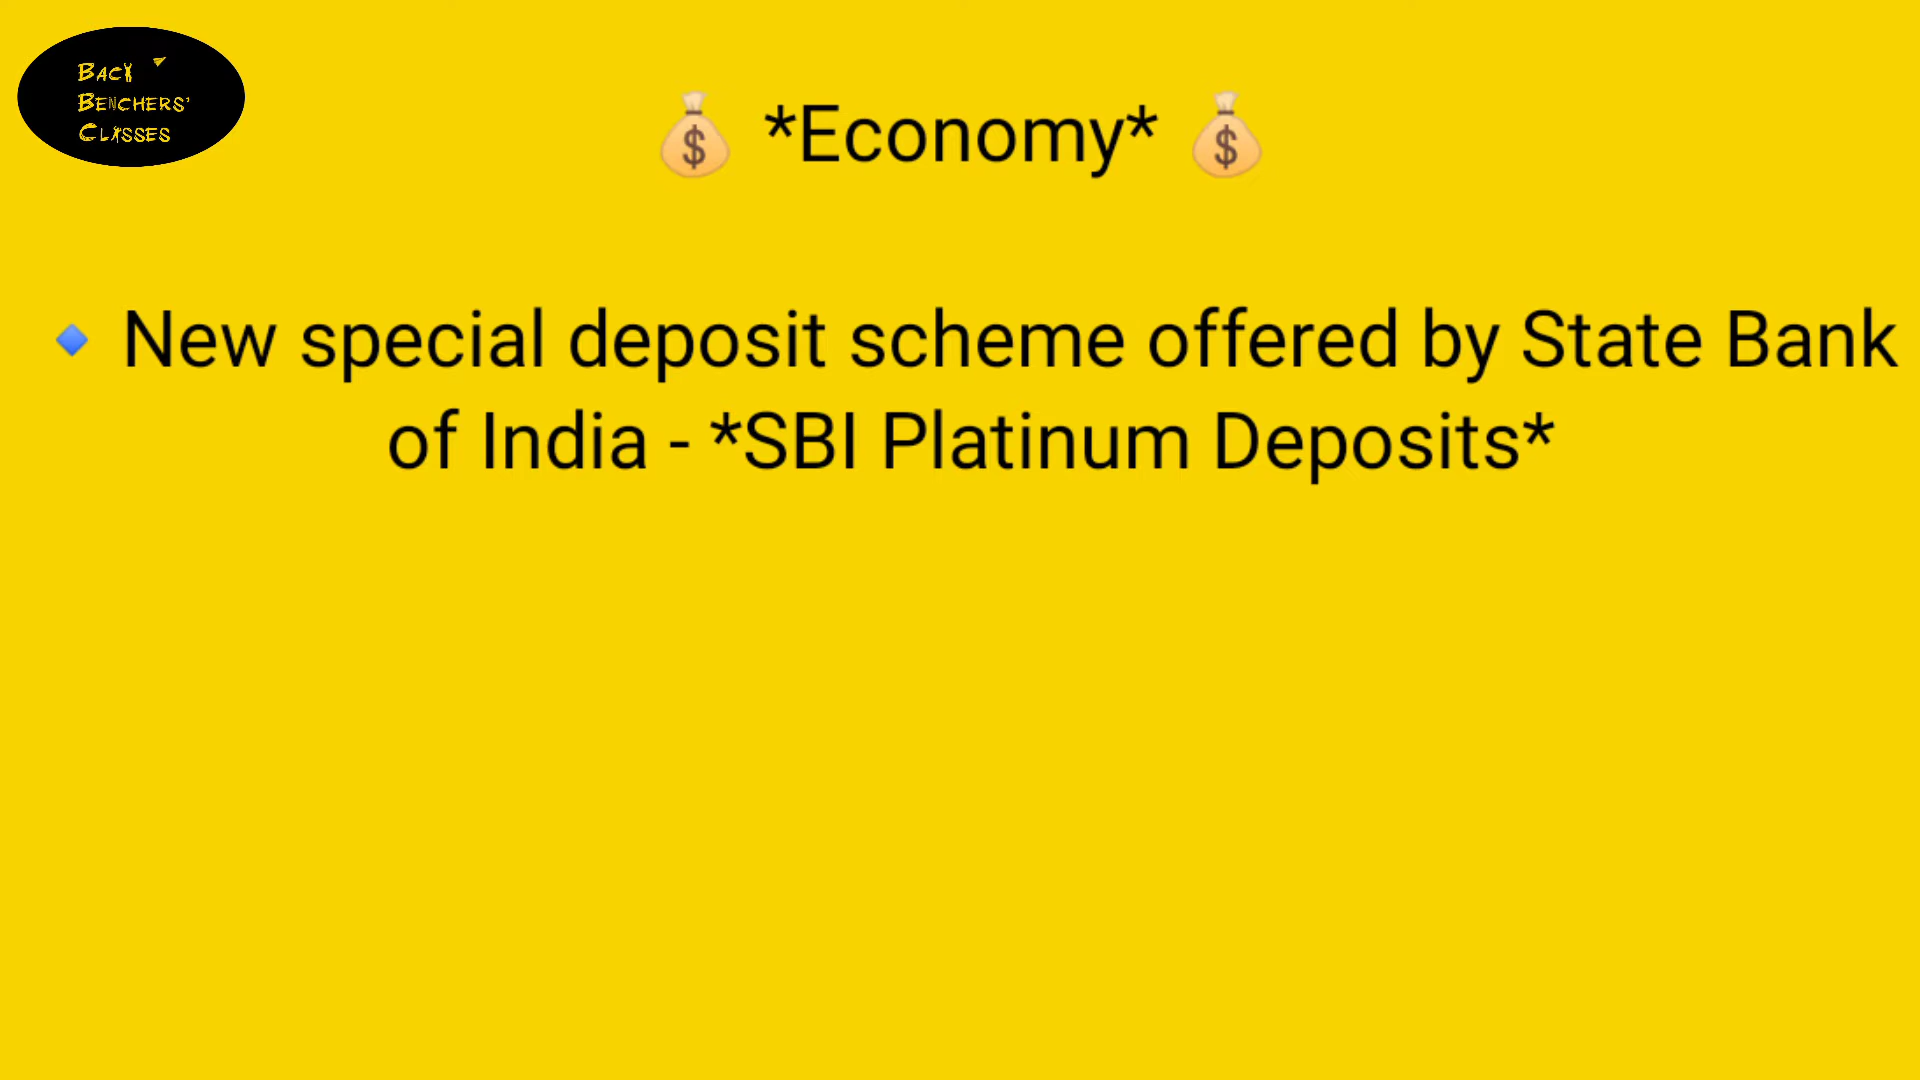 Back
Benchers'
Classes
💰 *Economy* 💰
🔹 New special deposit scheme offered by State Bank
of India - *SBI Platinum Deposits*